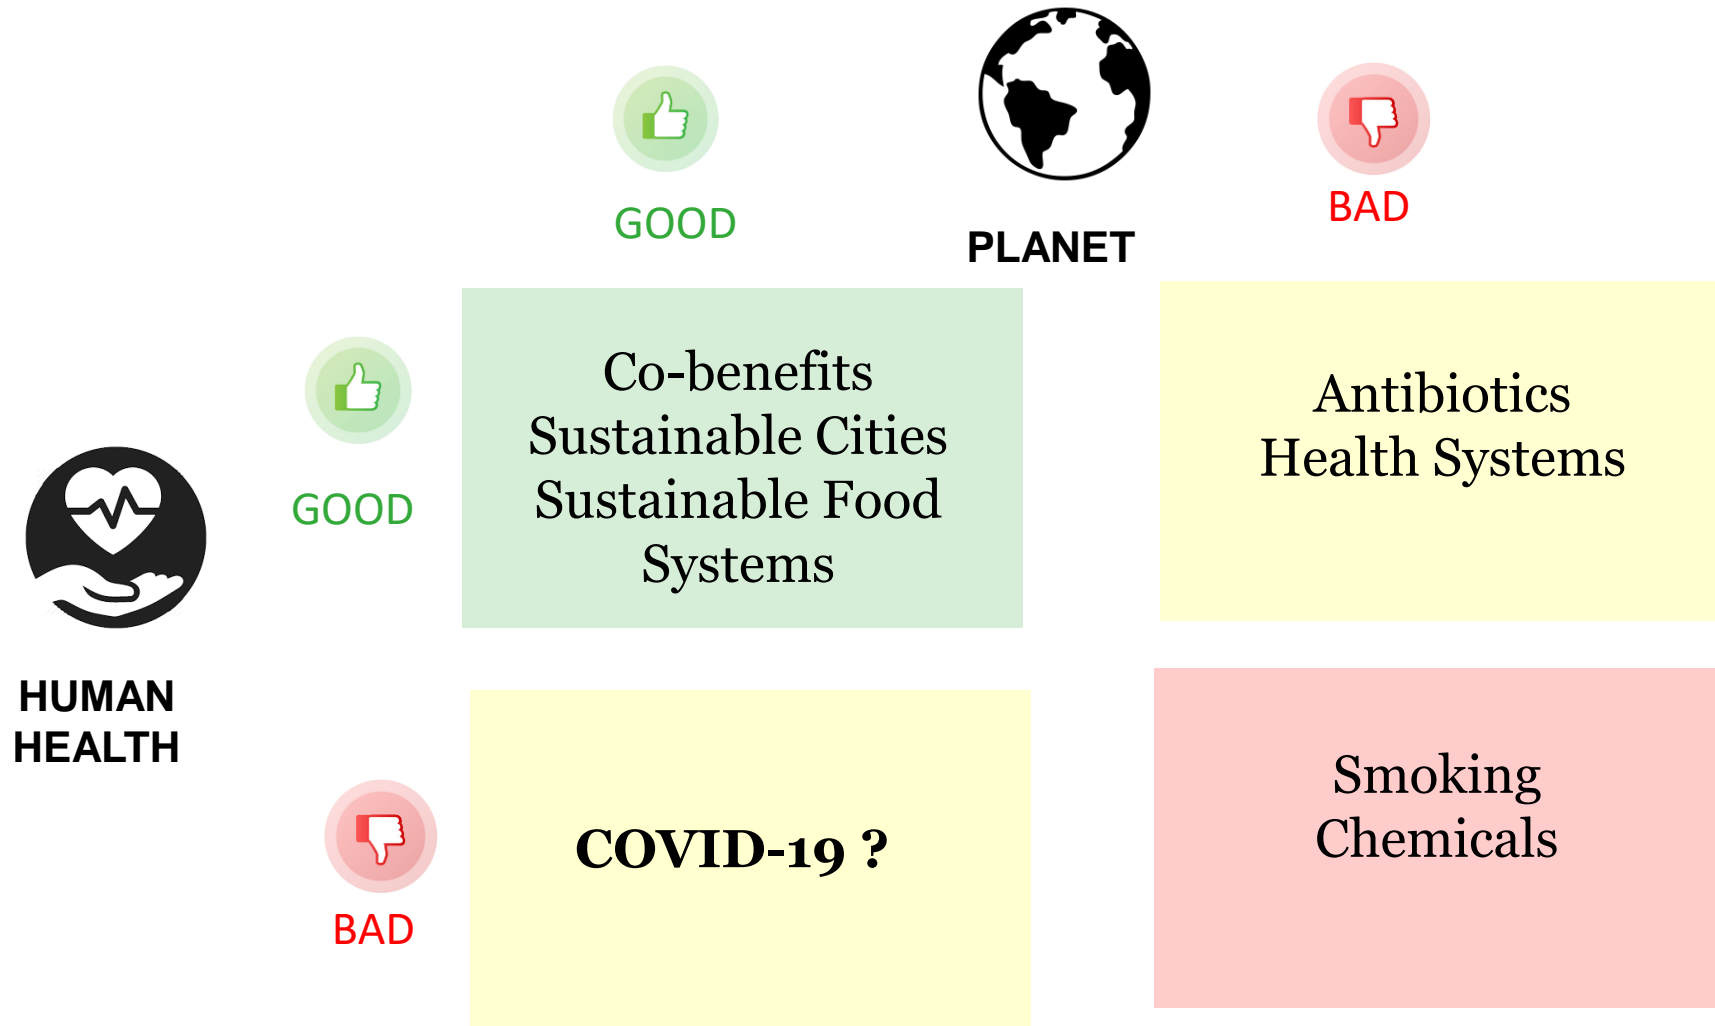 GOOD
BAD
PLANET
Co-benefits
Sustainable Cities
Sustainable Food
Systems
Antibiotics
Health Systems
GOOD
HUMAN
HEALTH
COVID-19 ?
Smoking
Chemicals
BAD